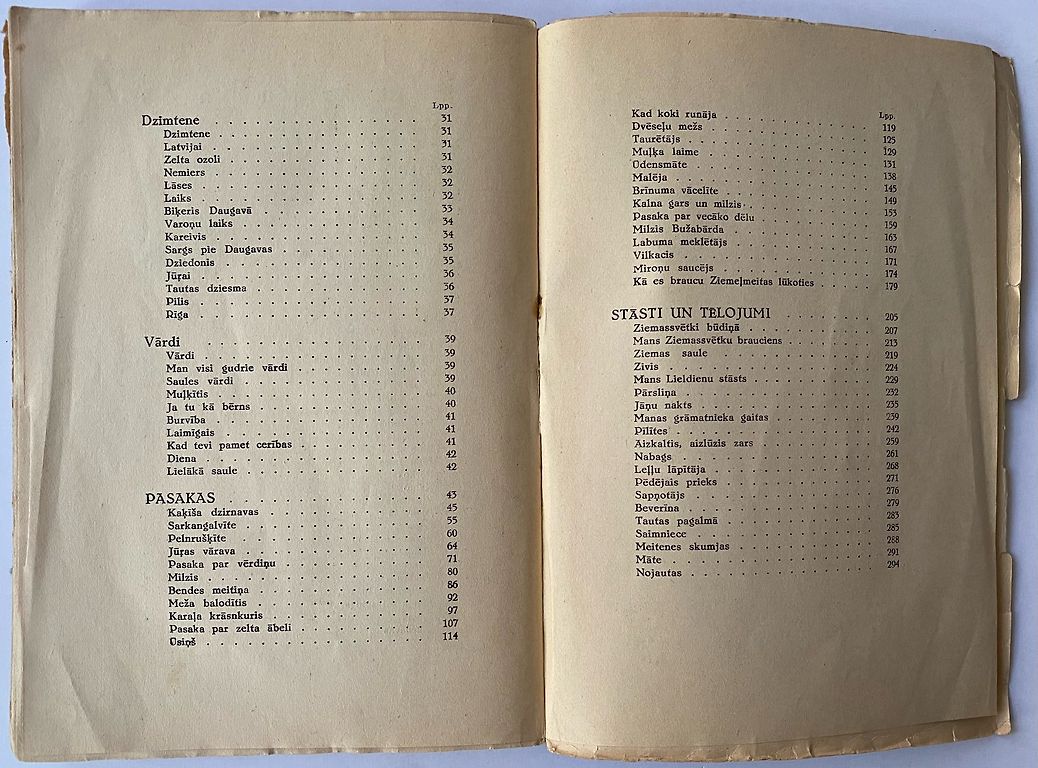 Lpp.
Dzimtene . . . . 31
Dzimtene . . . . 31
Latvijai . . . . 31
Zelta ozoli . . . . 31
Nemiers . . . . 32
Lāses . . . . 32
Laiks . . . . 32
Biķeris Daugavā . . . . 33
Varoņu laiks . . . . 34
Kareivis . . . . 34
Sargs pie Daugavas . . . . 35
Dziedonis . . . . 35
Jūrai . . . . 36
Tautas dziesma . . . . 36
Pilis . . . . 37
Rīga . . . . 37
Vārdi . . . . 39
Vārdi . . . . 39
Man visi gudrie vārdi . . . . 39
Saules vārdi . . . . 39
Muļķītis . . . . 40
Ja tu kā bērns . . . . 40
Burvība . . . . 41
Laimīgais . . . . 41
Kad tevi pamet cerības . . . . 41
Diena . . . . 42
Lielākā saule . . . . 42
PASAKAS . . . . 43
Kaķīša dzirnavas . . . . 45
Sarkangalvīte . . . . 55
Pelnrušķīte . . . . 60
Jūras vārava . . . . 64
Pasaka par vērdiņu . . . . 71
Milzis . . . . 80
Bendes meitiņa . . . . 86
Meža balodītis . . . . 92
Karaļa krāsnkuris . . . . 97
Pasaka par zelta ābeli . . . . 107
Ūsiņš . . . . 114
Lpp.
Kad koki runāja . . . . 119
Dvēseļu mežs . . . . 125
Taurētājs . . . . 129
Muļķa laime . . . . 131
Ūdensmāte . . . . 138
Malēja . . . . 145
Brīnuma vācelīte . . . . 149
Kalna gars un milzis . . . . 153
Pasaka par vecāko dēlu . . . . 159
Milzis Bužabārda . . . . 163
Labuma meklētājs . . . . 167
Vilkacis . . . . 171
Miroņu saucējs . . . . 174
Kā es braucu Ziemeļmeitas lūkoties . . . . 179
STĀSTI UN TĒLOJUMI . . . . 205
Ziemassvētki būdiņā . . . . 207
Mans Ziemassvētku brauciens . . . . 213
Ziemas saule . . . . 219
Zivis . . . . 224
Mans Lieldienu stāsts . . . . 229
Pārsliņa . . . . 232
Jāņu nakts . . . . 235
Manas grāmatnieka gaitas . . . . 239
Pīlītes . . . . 242
Aizkaltis, aizlūzis zars . . . . 259
Nabags . . . . 261
Leļļu lāpītāja . . . . 268
Pēdējais prieks . . . . 271
Sapņotājs . . . . 276
Beverīna . . . . 279
Tautas pagalmā . . . . 283
Saimniece . . . . 285
Meitenes skumjas . . . . 288
Māte . . . . 291
Nojautas . . . . 294